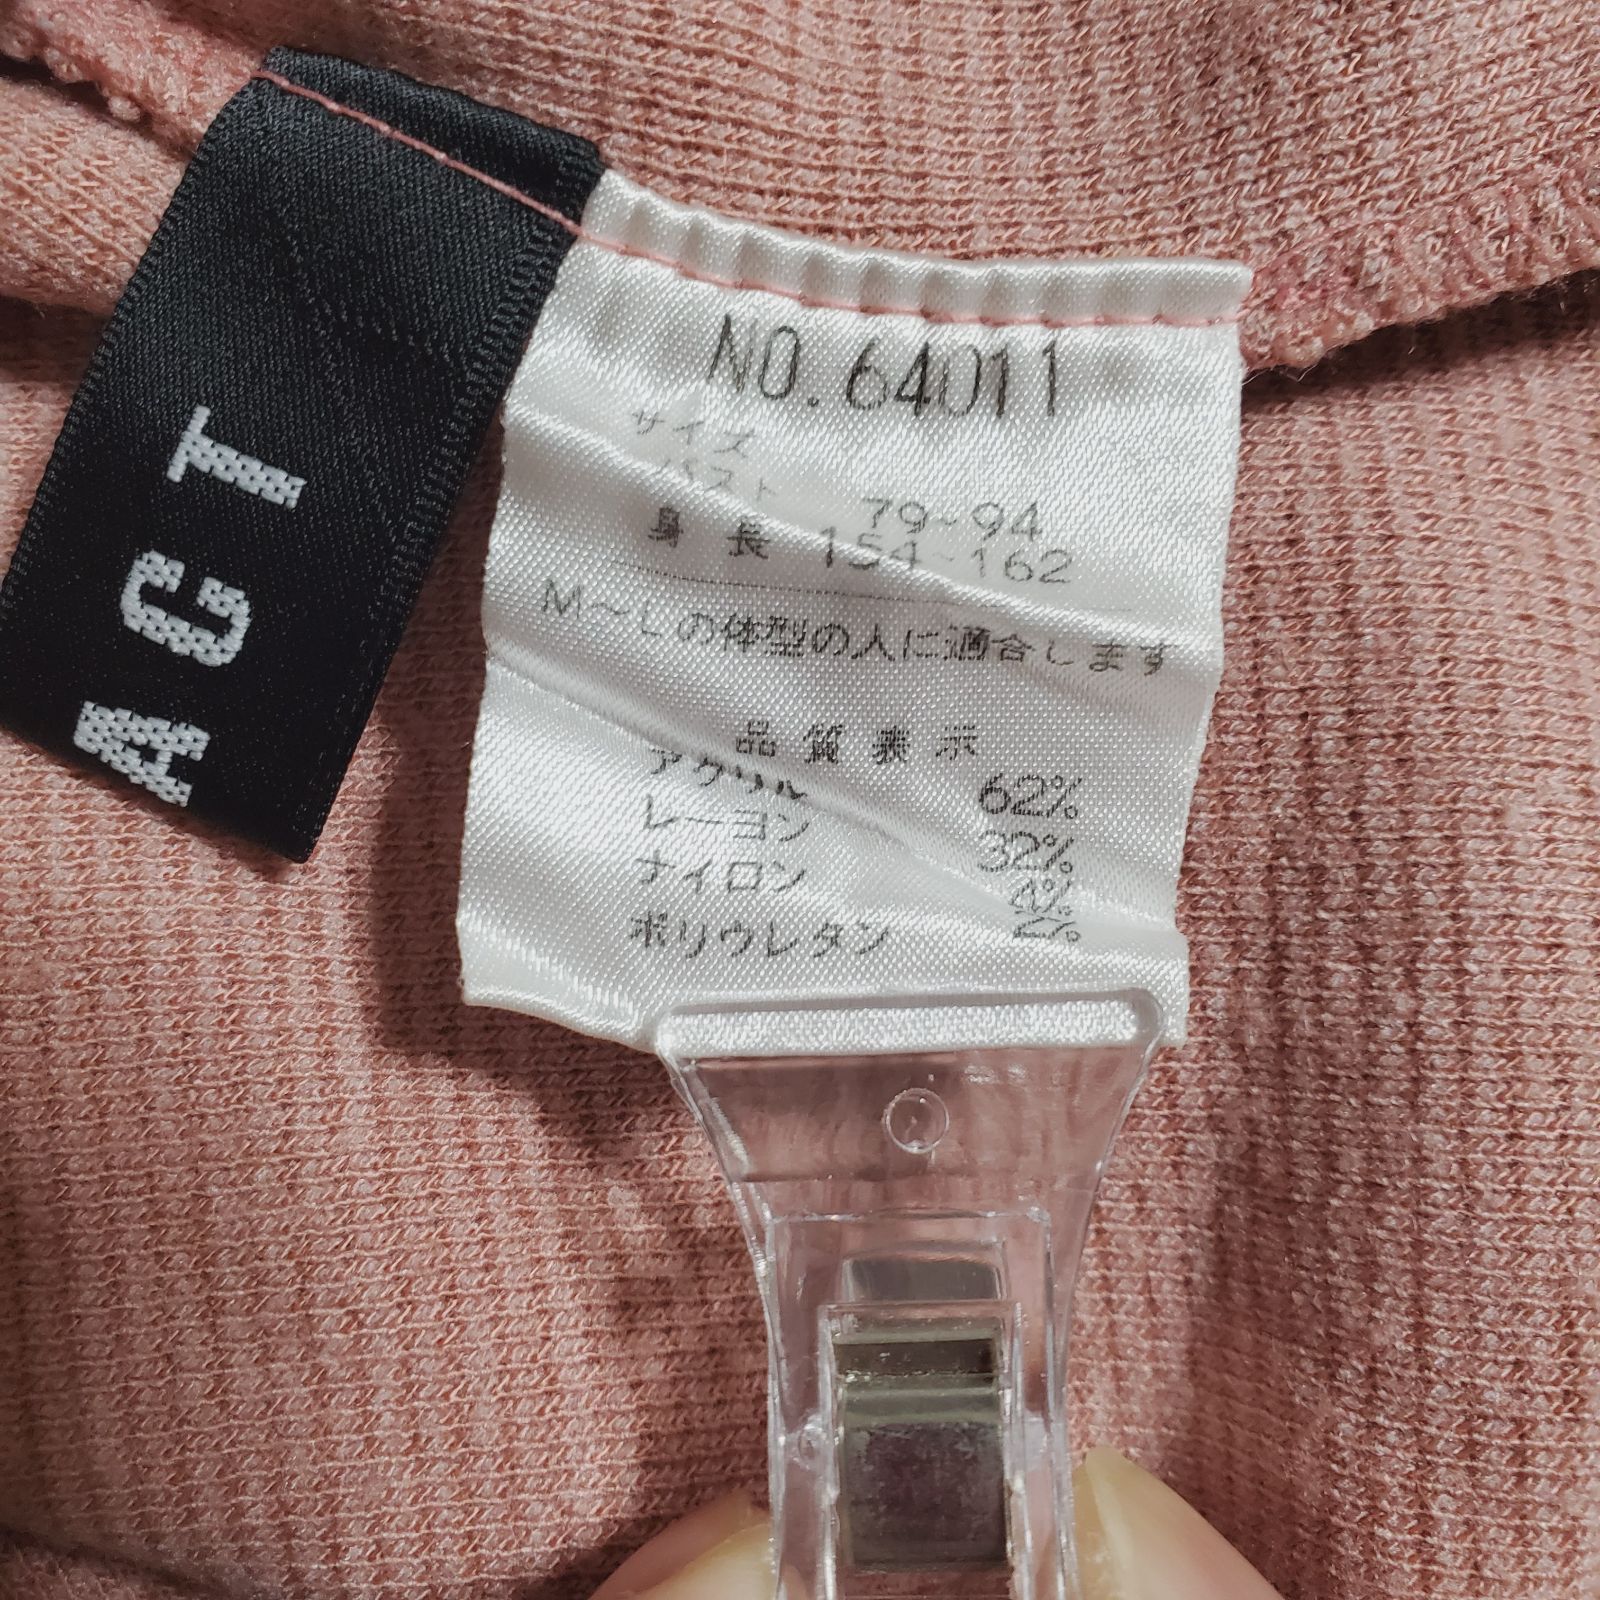 ACT
NO.64011
サイズ
バスト 79~94
身長 154~162
M~Lの体型の人に適合します
品質表示
アクリル 62%
レーヨン 32%
ナイロン 4%
ポリウレタン